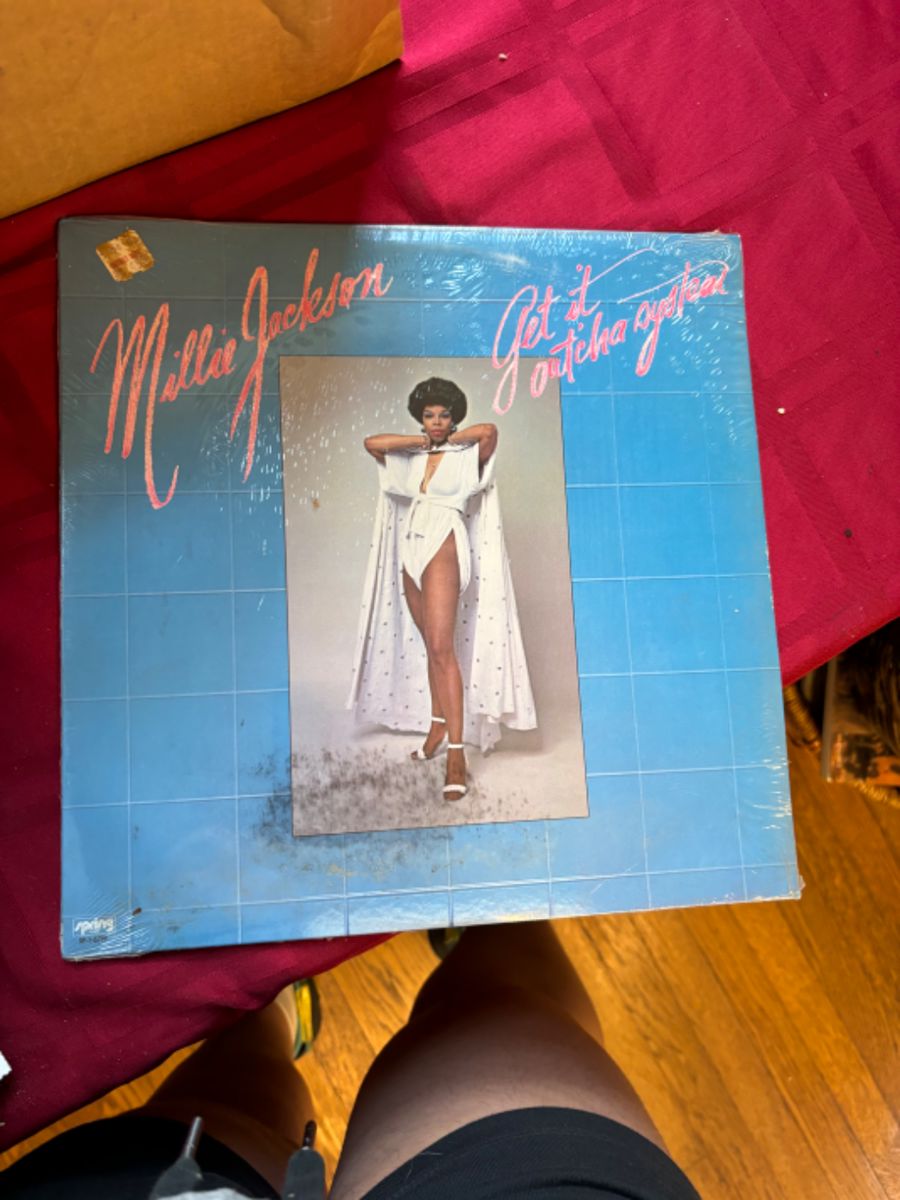 Millie Jackson
Get it
outcha system
spring